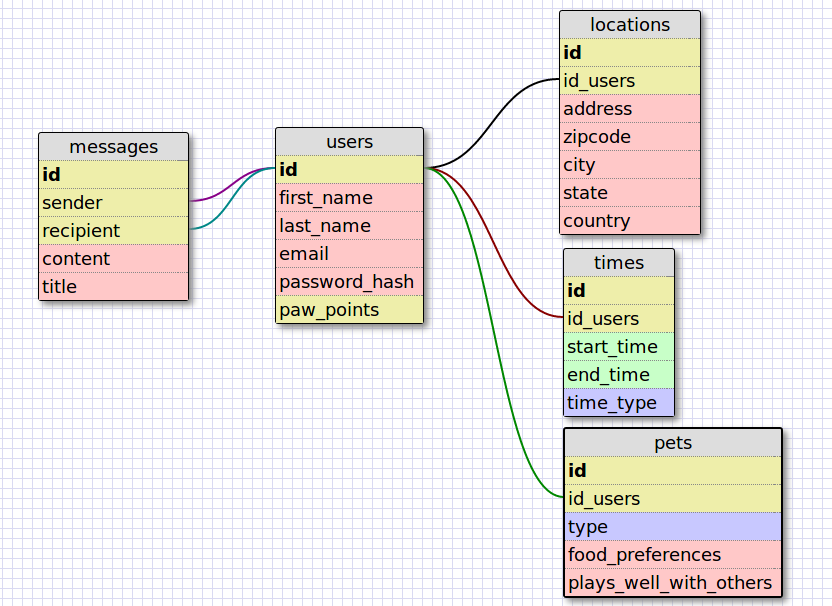 messages
id
sender
recipient
content
title
users
id
first_name
last_name
email
password_hash
paw_points
locations
id
id_users
address
zipcode
city
state
country
times
id
id_users
start_time
end_time
time_type
pets
id
id_users
type
food_preferences
plays_well_with_others